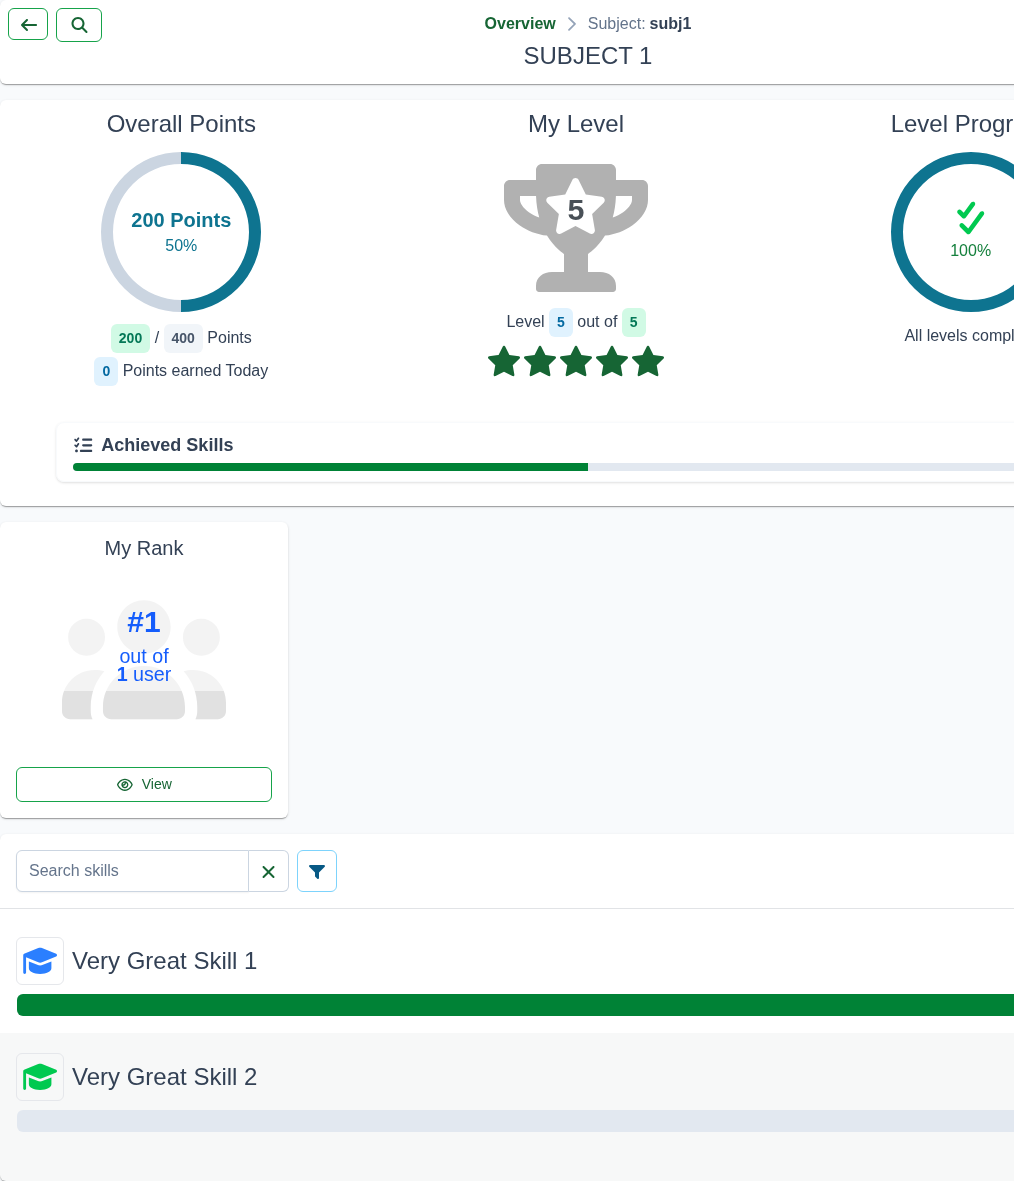 Overview > Subject: subj1
SUBJECT 1
Overall Points
200 Points
50%
200 / 400 Points
0 Points earned Today
My Level
5
Level 5 out of 5
Level Progr
100%
All levels compl
Achieved Skills
My Rank
#1
out of
1 user
View
Search skills
Very Great Skill 1
Very Great Skill 2